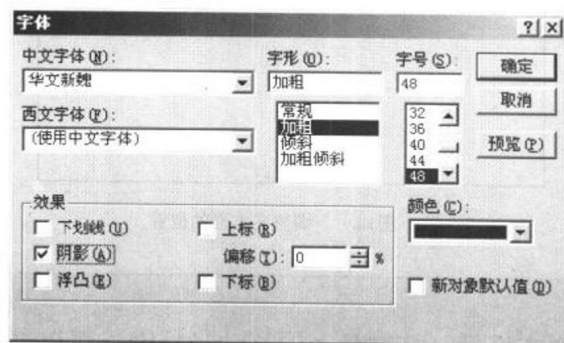 字体
中文字体(N):
字形(O):
字号(S):
确定
华文新魏
加粗
48
取消
西文字体(F):
常规
32
(使用中文字体)
加粗
36
预览(P)
倾斜
40
加粗倾斜
44
48
效果
颜色(C):
下划线(U)
上标(R)
阴影(A)
偏移(T): 0 %
浮凸(E)
下标(B)
新对象默认值(D)